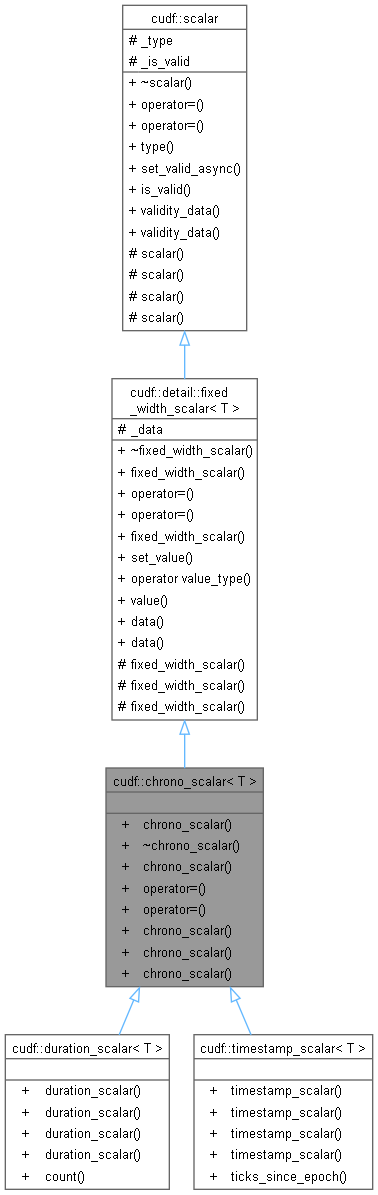 cudf::scalar
# _type
# _is_valid
+ ~scalar()
+ operator=()
+ operator=()
+ type()
+ set_valid_async()
+ is_valid()
+ validity_data()
+ validity_data()
# scalar()
# scalar()
# scalar()
# scalar()
cudf::detail::fixed
_width_scalar< T >
# _data
+ ~fixed_width_scalar()
+ fixed_width_scalar()
+ operator=()
+ operator=()
+ fixed_width_scalar()
+ set_value()
+ operator value_type()
+ value()
+ data()
+ data()
# fixed_width_scalar()
# fixed_width_scalar()
# fixed_width_scalar()
cudf::chrono_scalar< T >
+ chrono_scalar()
+ ~chrono_scalar()
+ chrono_scalar()
+ operator=()
+ operator=()
+ chrono_scalar()
+ chrono_scalar()
+ chrono_scalar()
cudf::duration_scalar< T >
+ duration_scalar()
+ duration_scalar()
+ duration_scalar()
+ duration_scalar()
+ count()
cudf::timestamp_scalar< T >
+ timestamp_scalar()
+ timestamp_scalar()
+ timestamp_scalar()
+ timestamp_scalar()
+ ticks_since_epoch()